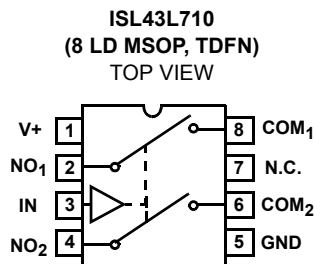 ISL43L710
(8 LD MSOP, TDFN)
TOP VIEW
V+ 1 8 COM1
NO1 2 7 N.C.
IN 3 6 COM2
NO2 4 5 GND